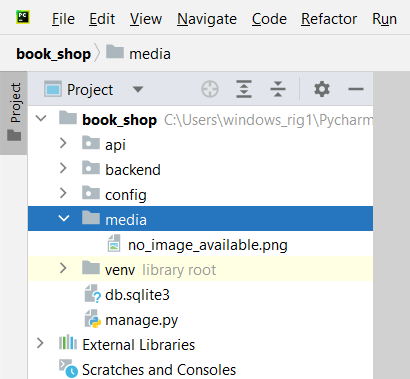 PC File Edit View Navigate Code Refactor Run
book_shop media
Project
Project
book_shop C:\Users\windows_rig1\Pycharm
api
backend
config
media
no_image_available.png
venv library root
db.sqlite3
manage.py
External Libraries
Scratches and Consoles